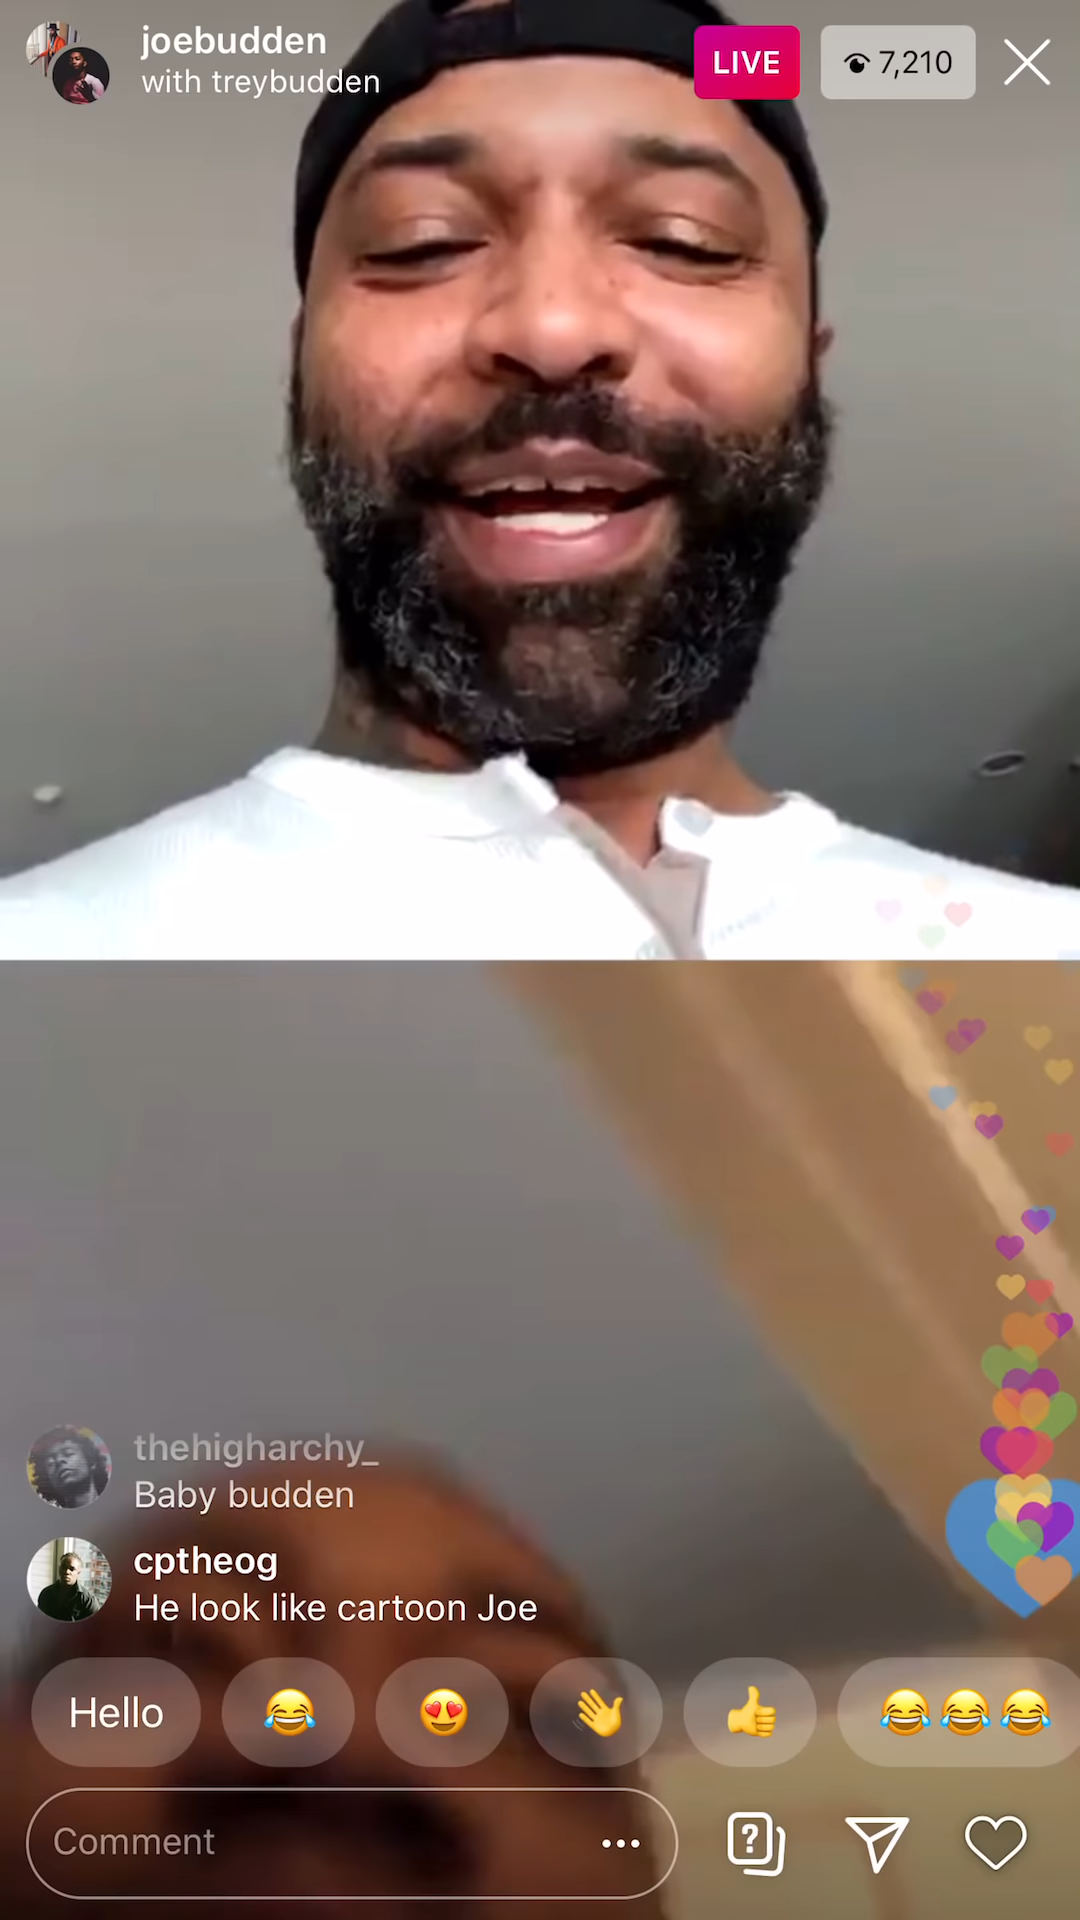 joebudden
with treybudden
LIVE
7,210
thehigharchy_
Baby budden
cptheog
He look like cartoon Joe
Hello
Comment